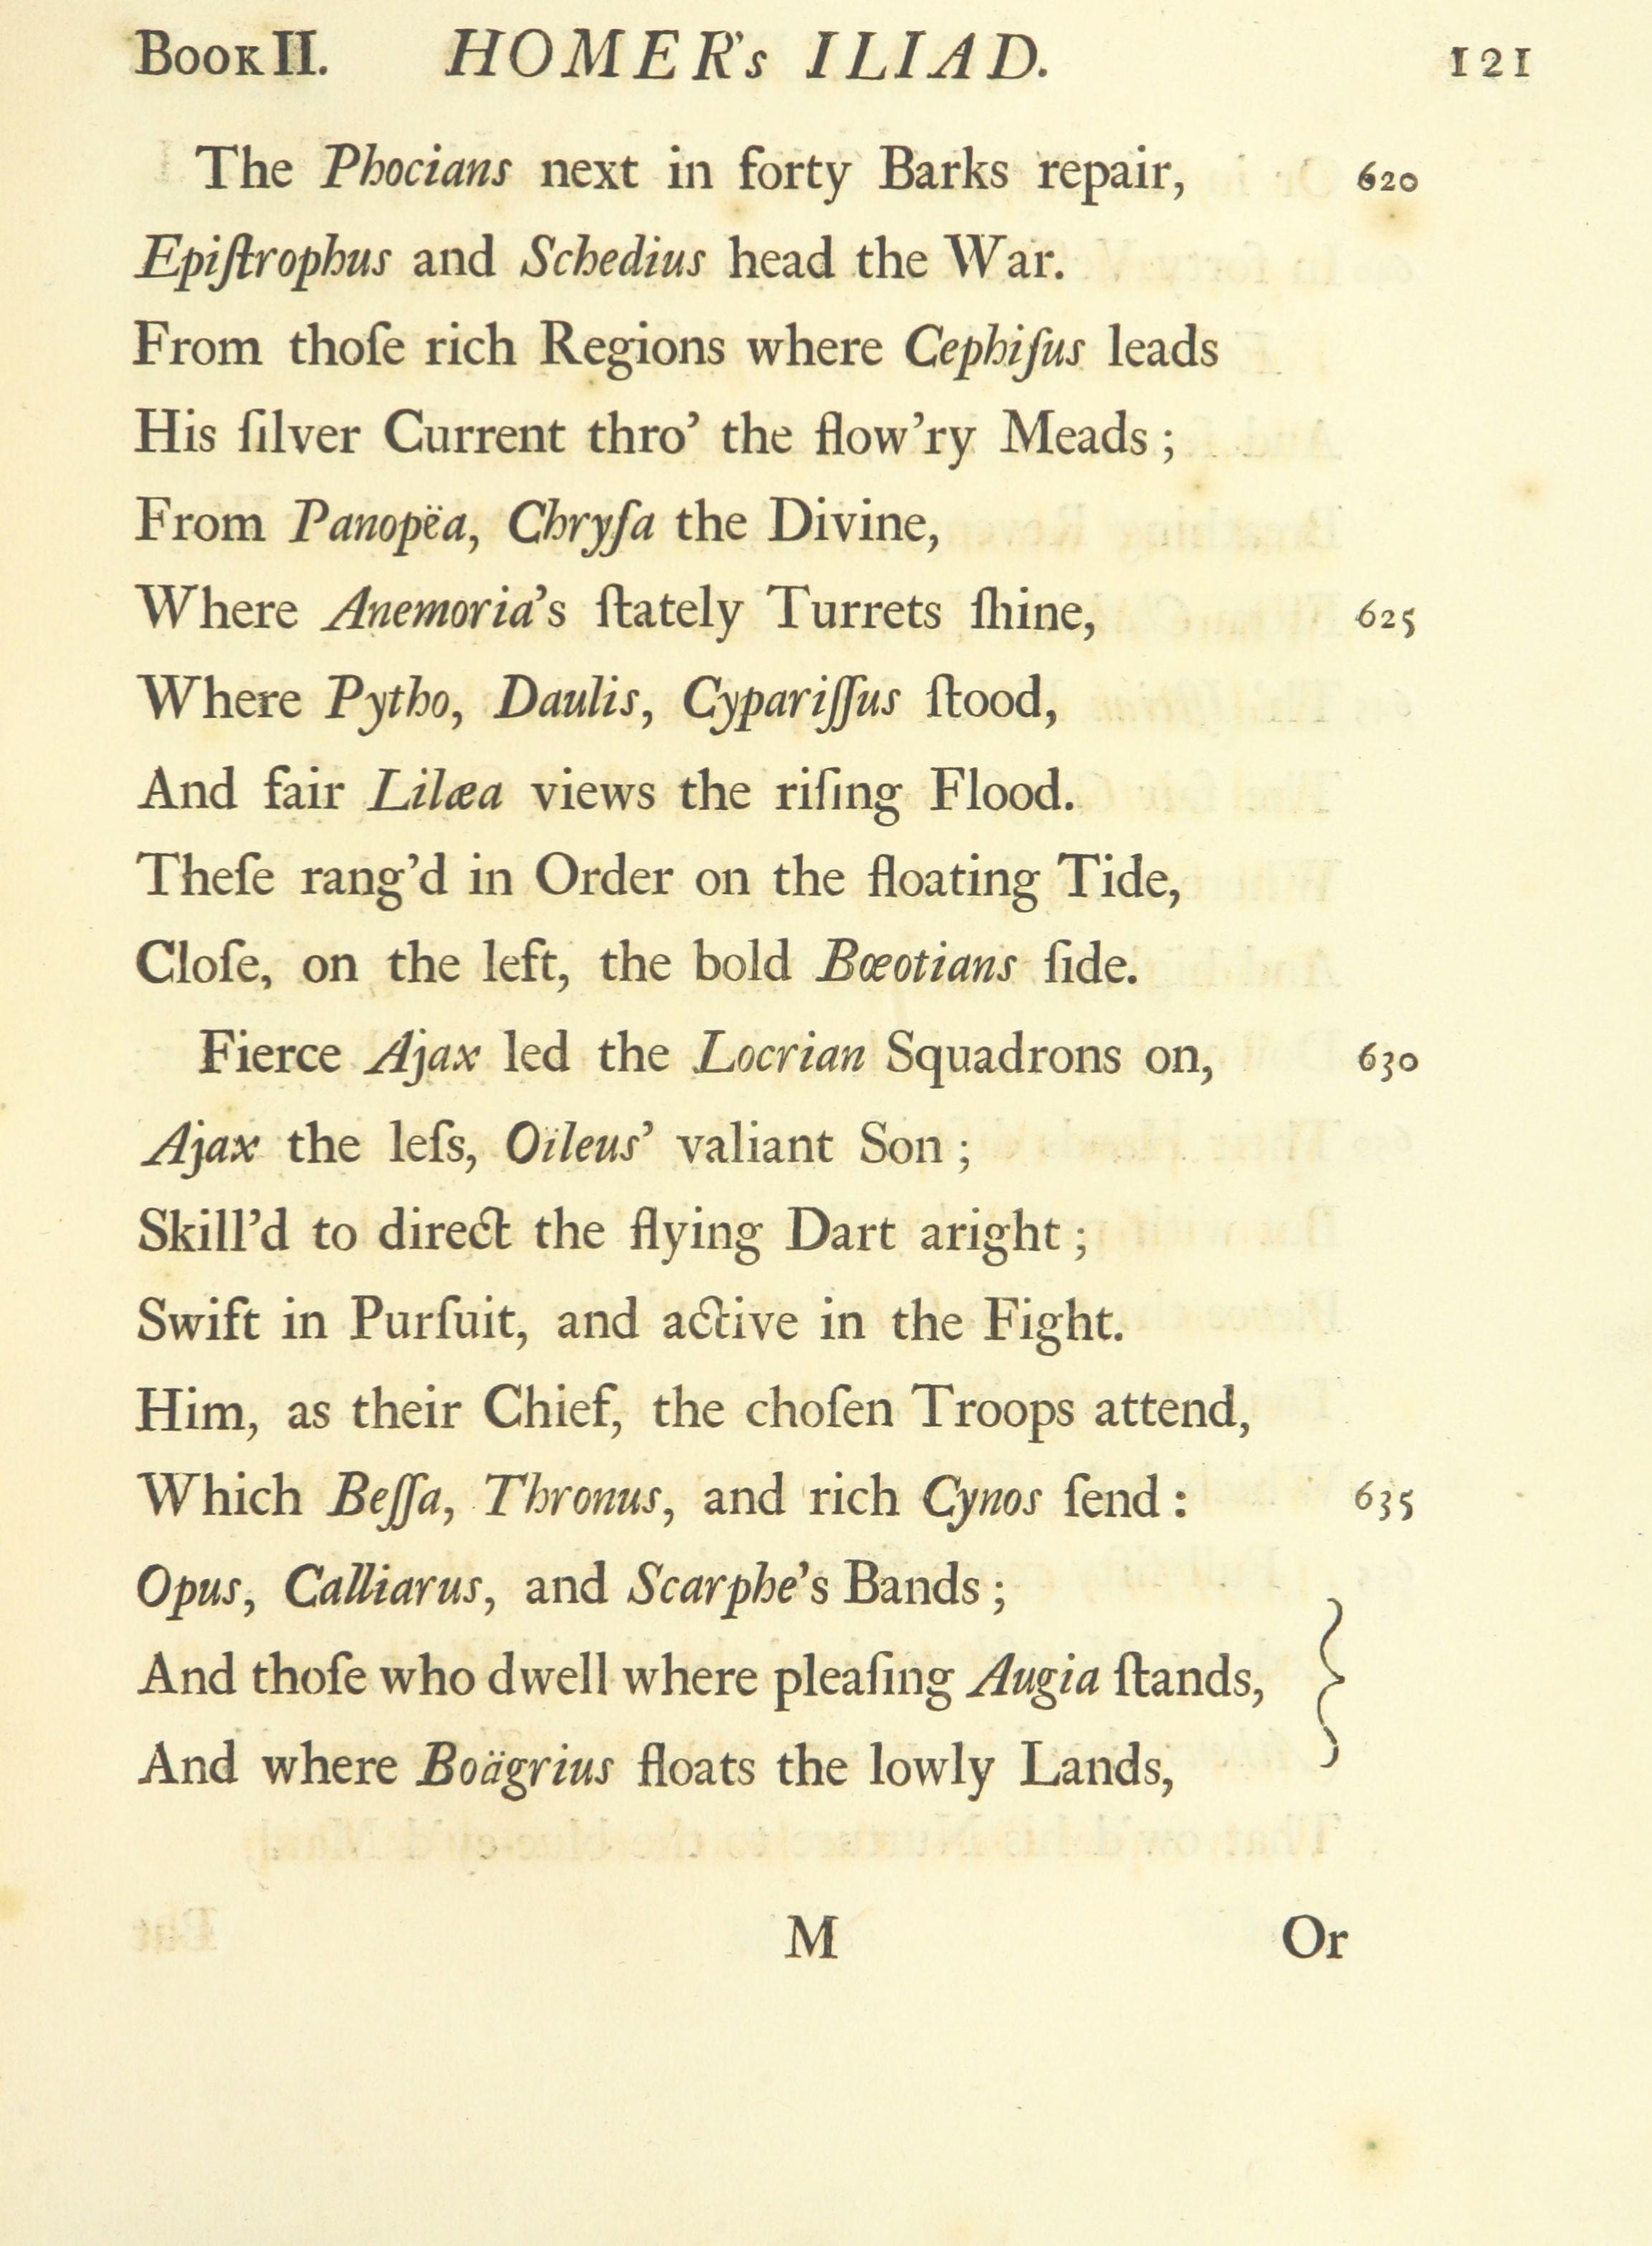 BOOK II. HOMER's ILIAD. 121
The Phocians next in forty Barks repair, 620
Epiſtrophus and Schedius head the War.
From thoſe rich Regions where Cephiſus leads
His ſilver Current thro' the flow'ry Meads;
From Panopëa, Chryſa the Divine,
Where Anemoria's ſtately Turrets ſhine, 625
Where Pytho, Daulis, Cypariſſus ſtood,
And fair Lilæa views the riſing Flood.
Theſe rang'd in Order on the floating Tide,
Cloſe, on the left, the bold Bœotians ſide.
Fierce Ajax led the Locrian Squadrons on, 630
Ajax the leſs, Oïleus' valiant Son;
Skill'd to direct the flying Dart aright;
Swift in Purſuit, and active in the Fight.
Him, as their Chief, the choſen Troops attend,
Which Beſſa, Thronus, and rich Cynos ſend: 635
Opus, Calliarus, and Scarphe's Bands;
And thoſe who dwell where pleaſing Augia ſtands,
And where Boägrius floats the lowly Lands,
M Or